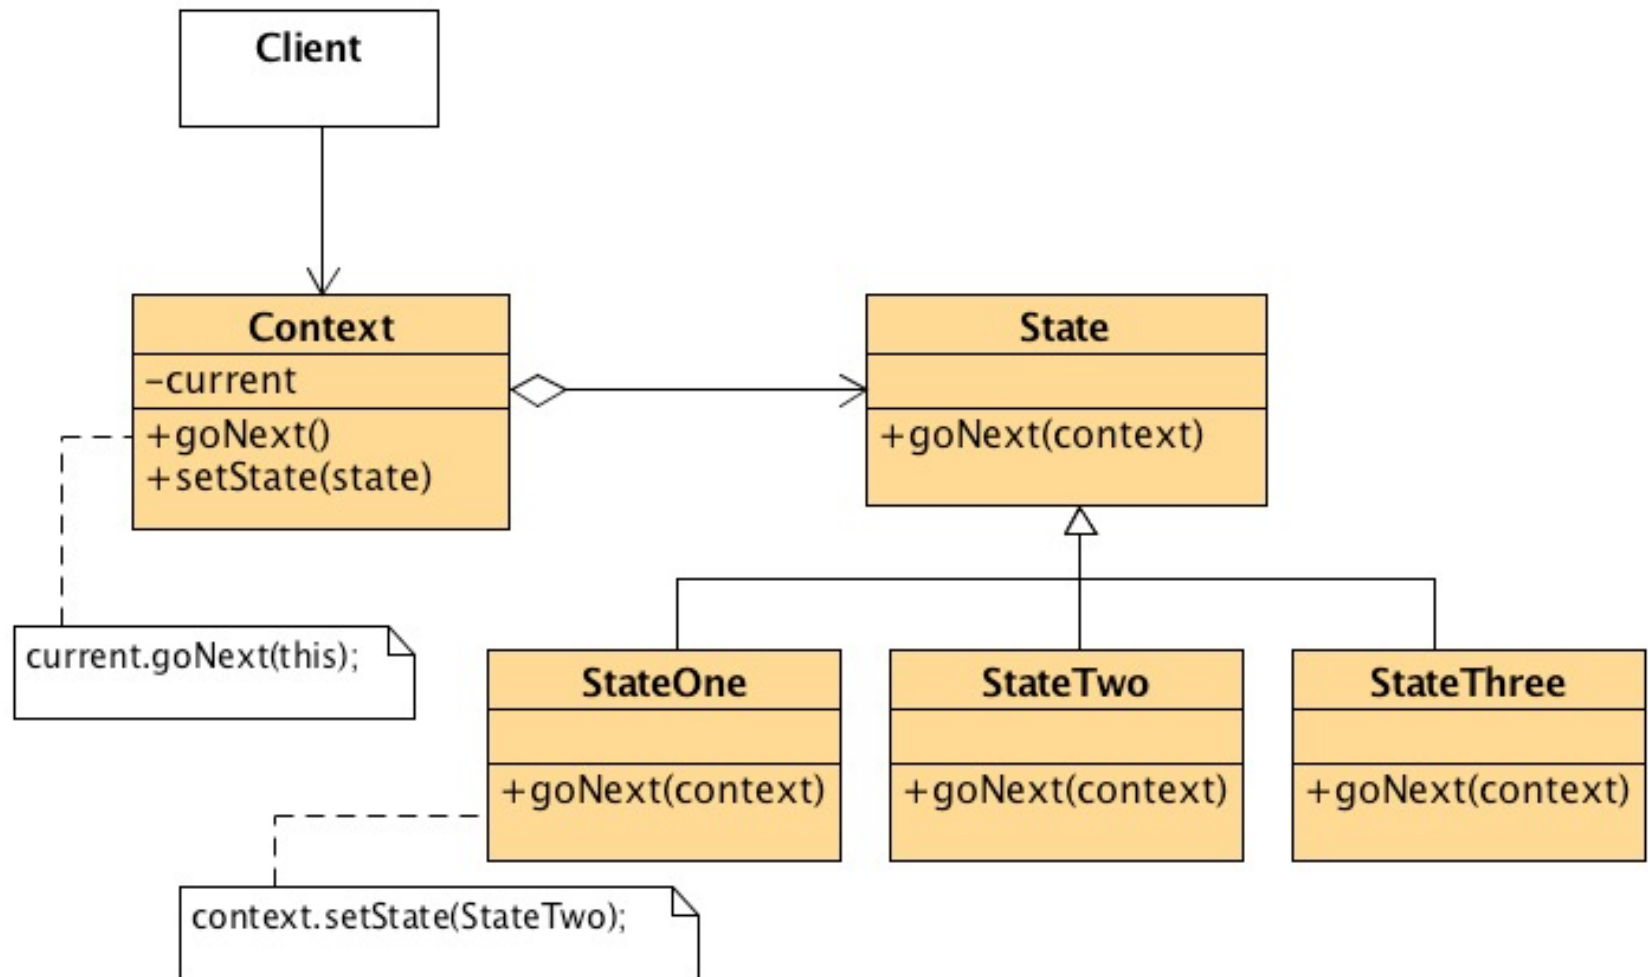 Client
Context
-current
+goNext()
+setState(state)
State
+goNext(context)
current.goNext(this);
StateOne
+goNext(context)
StateTwo
+goNext(context)
StateThree
+goNext(context)
context.setState(StateTwo);